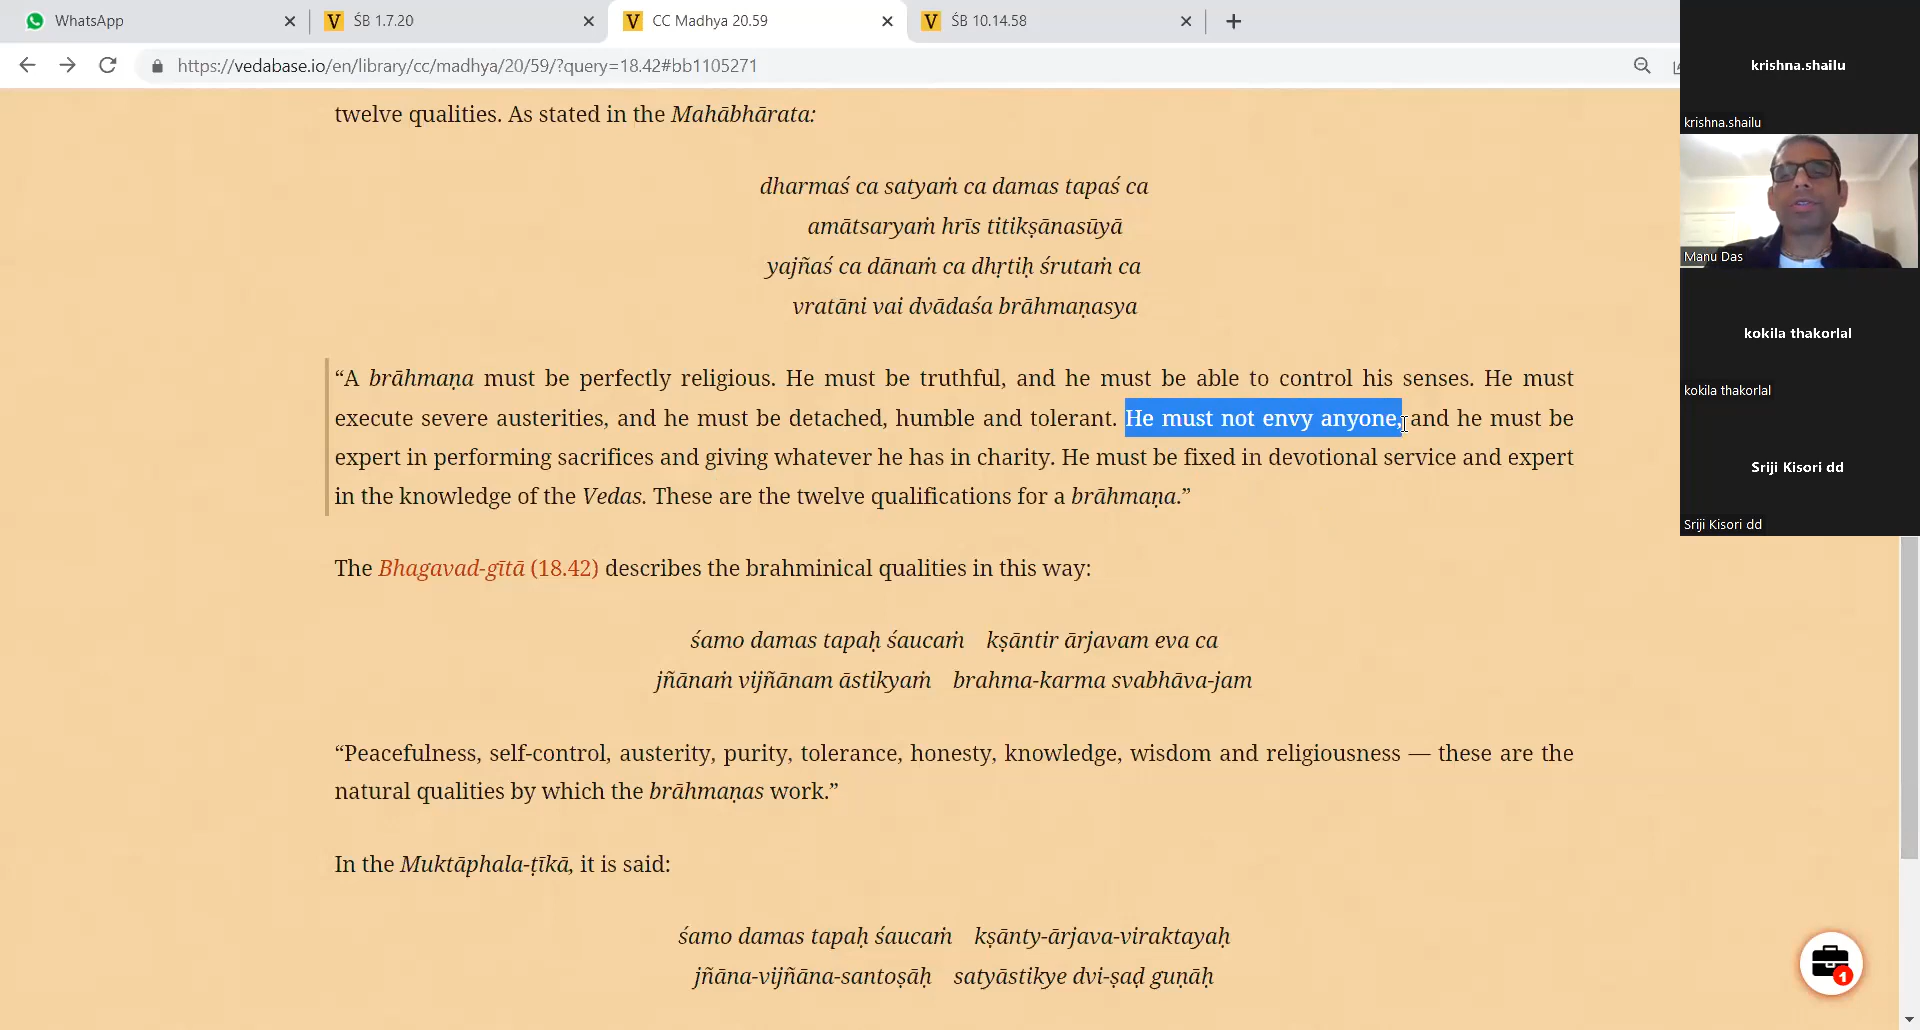 WhatsApp
ŚB 1.7.20
CC Madhya 20.59
ŚB 10.14.58
https://vedabase.io/en/library/cc/madhya/20/59/?query=18.42#bb1105271
twelve qualities. As stated in the Mahābhārata:
dharmaś ca satyaṁ ca damas tapaś ca
amātsaryaṁ hrīs titikṣānasūyā
yajñaś ca dānaṁ ca dhṛtiḥ śrutaṁ ca
vratāni vai dvādaśa brāhmaṇasya
“A brāhmaṇa must be perfectly religious. He must be truthful, and he must be able to control his senses. He must
execute severe austerities, and he must be detached, humble and tolerant. He must not envy anyone, and he must be
expert in performing sacrifices and giving whatever he has in charity. He must be fixed in devotional service and expert
in the knowledge of the Vedas. These are the twelve qualifications for a brāhmaṇa.”
The Bhagavad-gītā (18.42) describes the brahminical qualities in this way:
śamo damas tapaḥ śaucaṁ kṣāntir ārjavam eva ca
jñānaṁ vijñānam āstikyaṁ brahma-karma svabhāva-jam
“Peacefulness, self-control, austerity, purity, tolerance, honesty, knowledge, wisdom and religiousness — these are the
natural qualities by which the brāhmaṇas work.”
In the Muktāphala-ṭīkā, it is said:
śamo damas tapaḥ śaucaṁ kṣānty-ārjava-viraktayaḥ
jñāna-vijñāna-santoṣāḥ satyāstikye dvi-ṣaḍ guṇāḥ
krishna.shailu
krishna.shailu
Manu Das
kokila thakorlal
kokila thakorlal
Sriji Kisori dd
Sriji Kisori dd
1